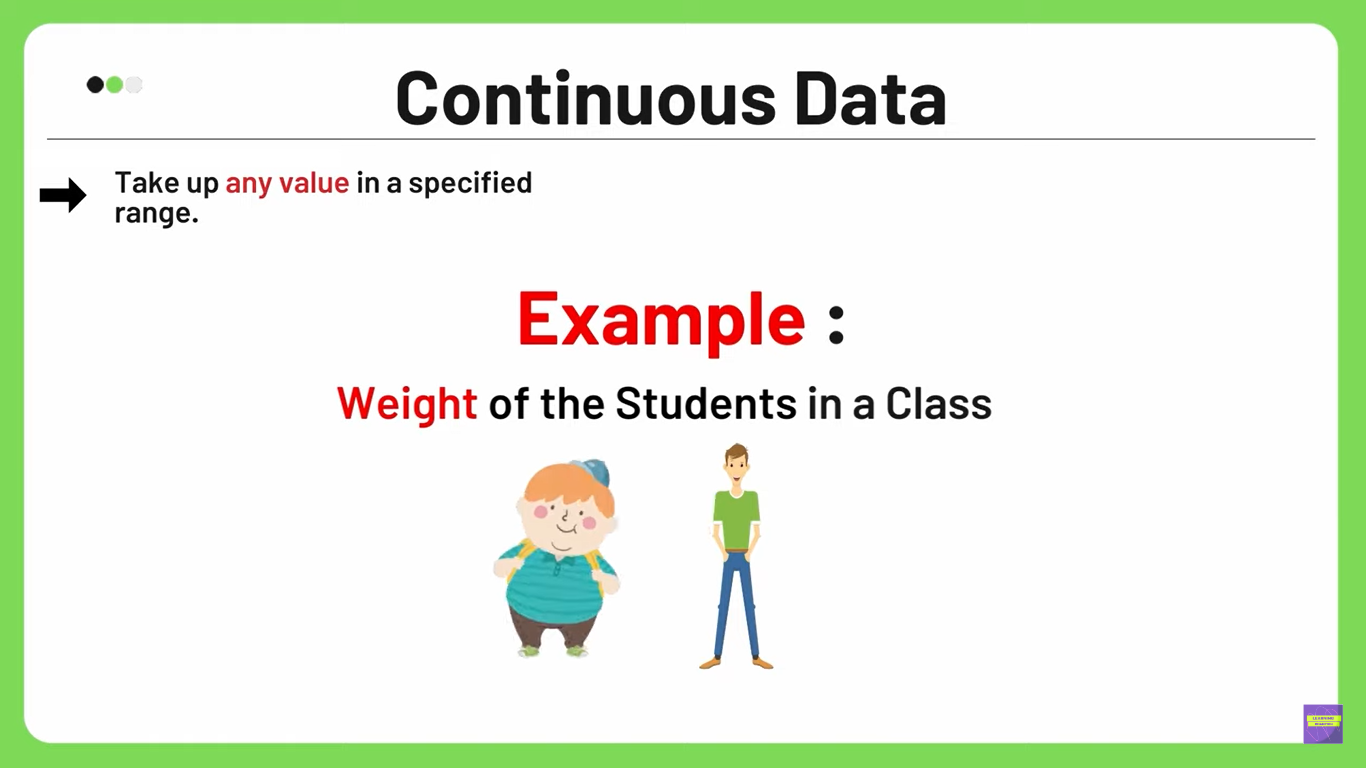 Continuous Data
Take up any value in a specified
range.
Example :
Weight of the Students in a Class